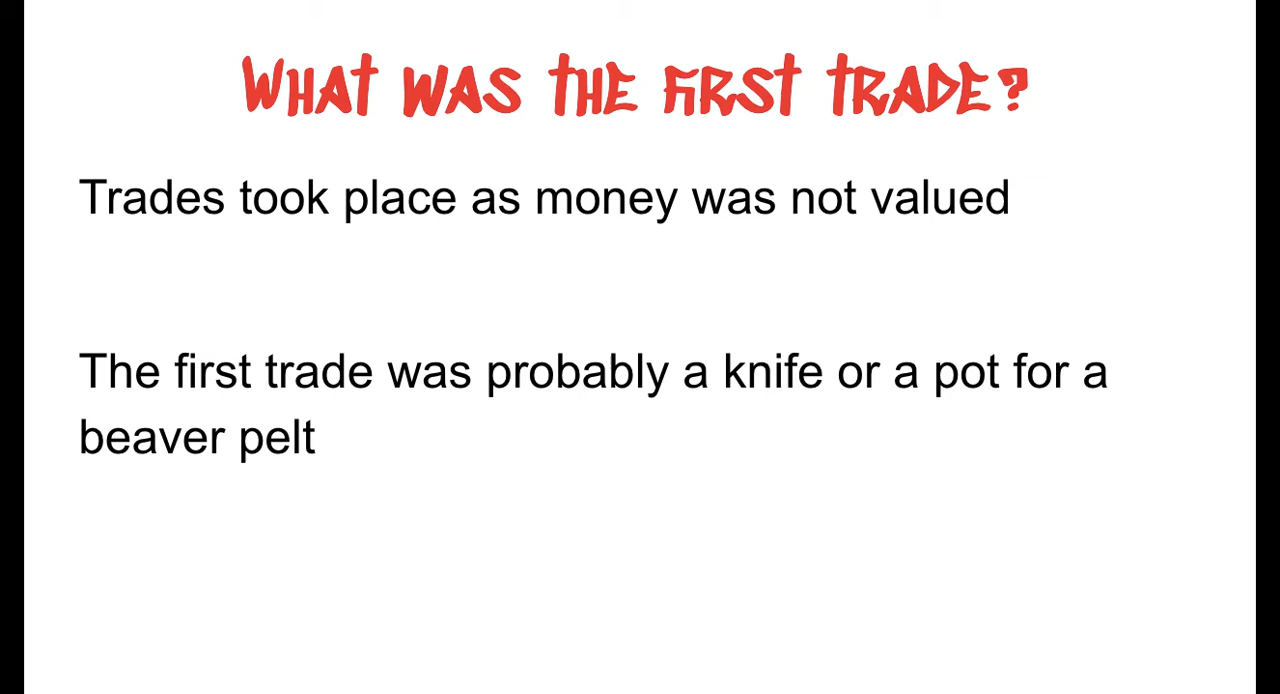 WHAT WAS THE FIRST TRADE?
Trades took place as money was not valued
The first trade was probably a knife or a pot for a
beaver pelt